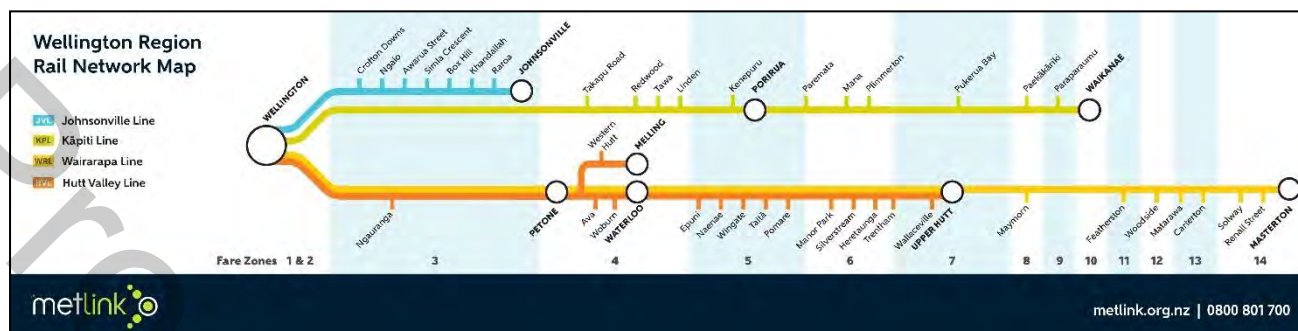 Wellington Region
Rail Network Map
JVL Johnsonville Line
KPL Kāpiti Line
WRL Wairarapa Line
HVL Hutt Valley Line
WELLINGTON
Crofton Downs
Ngaio
Awarua Street
Simla Crescent
Box Hill
Khandallah
Raroa
JOHNSONVILLE
Takapu Road
Redwood
Tawa
Linden
Kenepuru
PORIRUA
Paremata
Mana
Plimmerton
Pukerua Bay
Paekākāriki
Paraparaumu
WAIKANAE
Western
Hutt
MELLING
Ngauranga
PETONE
Ava
Woburn
WATERLOO
Epuni
Naenae
Wingate
Taitā
Pomare
Manor Park
Silverstream
Heretaunga
Trentham
Wallaceville
UPPER HUTT
Maymorn
Featherston
Woodside
Matarawa
Carterton
Solway
Renall Street
MASTERTON
Fare Zones 1 & 2 3 4 5 6 7 8 9 10 11 12 13 14
metlink
metlink.org.nz | 0800 801 700